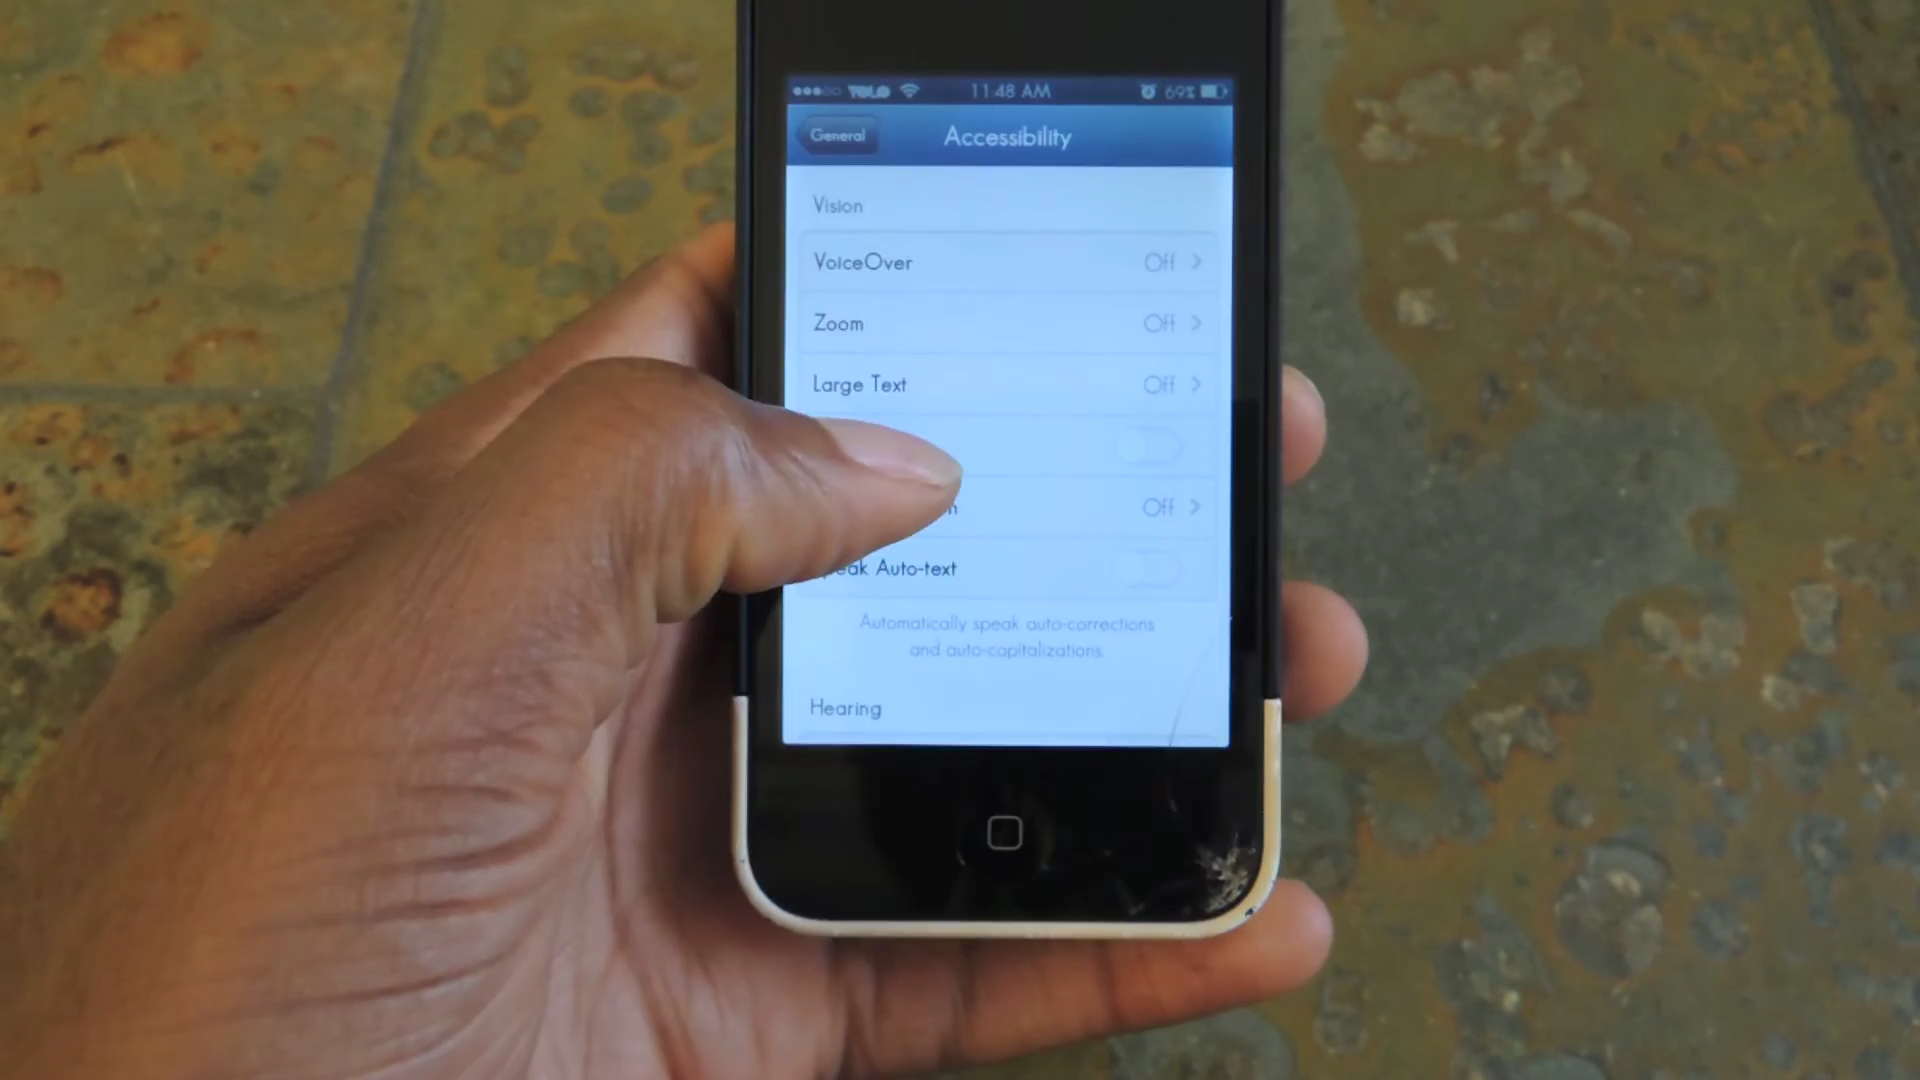 YOLO 11:48 AM 69%
General Accessibility
Vision
VoiceOver Off
Zoom Off
Large Text Off
Off
Auto-text
Automatically speak auto-corrections
and auto-capitalizations
Hearing